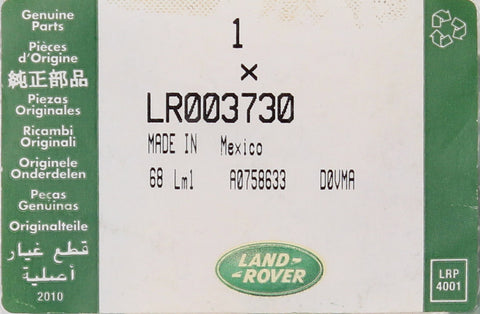 Genuine
Parts
Pièces
d'Origine
純正部品
Piezas
Originales
Ricambi
Originali
Originele
Onderdelen
Peças
Genuinas
Originalteile
قطع غيار
أصلية
2010
1
×
LR003730
MADE IN Mexico
68 Lm1 A0758633 D0VMA
LAND-
-ROVER
LRP
4001